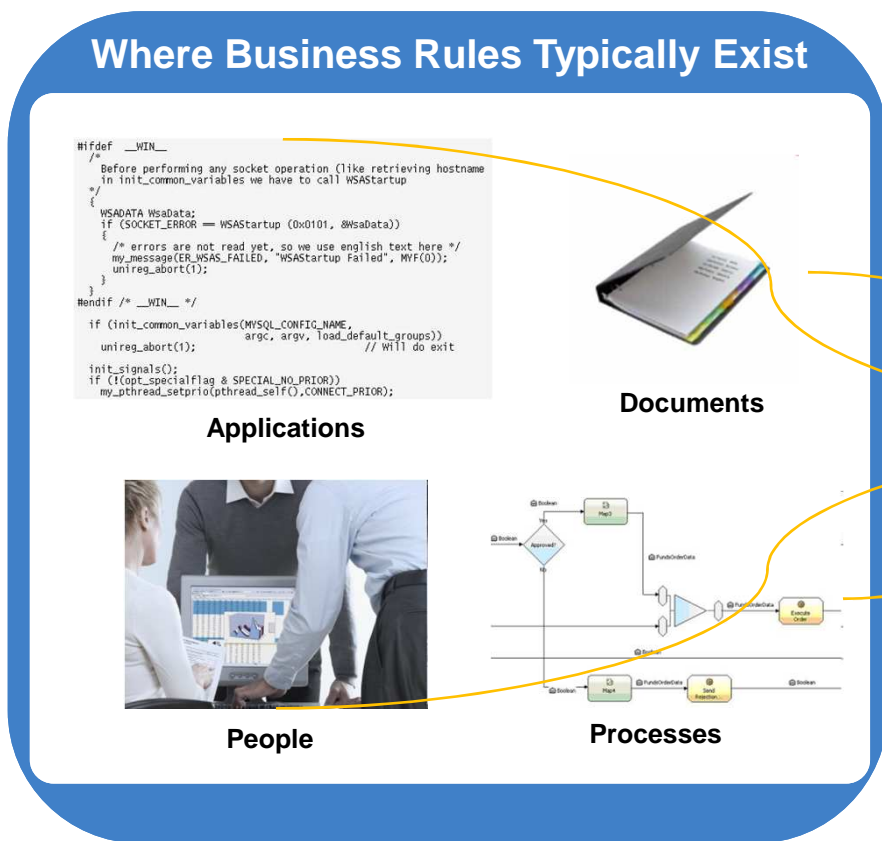 Where Business Rules Typically Exist
#ifdef __WIN__
/*
Before performing any socket operation (like retrieving hostname
in init_common_variables we have to call WSAStartup
*/
{
WSADATA WsaData;
if (SOCKET_ERROR == WSAStartup (0x0101, &WsaData))
{
/* errors are not read yet, so we use english text here */
my_message(ER_WSAS_FAILED, "WSAStartup Failed", MYF(0));
unireg_abort(1);
}
}
#endif /* __WIN__ */
if (init_common_variables(MYSQL_CONFIG_NAME,
argc, argv, load_default_groups))
unireg_abort(1); // Will do exit
init_signals();
if (!(opt_specialflag & SPECIAL_NO_PRIOR))
my_pthread_setprio(pthread_self(),CONNECT_PRIOR);
Applications
Documents
People
Boolean
Yes
Map3
Boolean
Approved?
No
FundsOrderData
FundsOrderData
Execute
Order
Boolean
Boolean
Map4
FundsOrderData
Send
Rejection...
Boolean
Processes